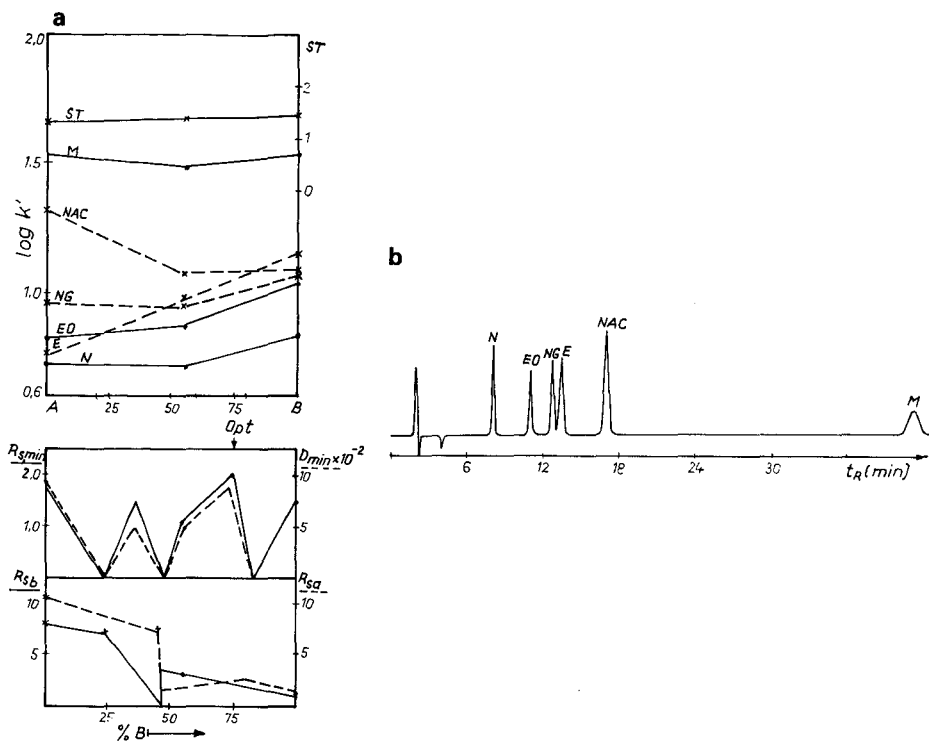 a
2,0
ST
2
ST
1
M
1.5
0
log k'
NAC
1.0
NG
EO
E
N
0,6
A
25
50
75
B
Opt
Rs,min
Dmin×10⁻²
2.0
10
1.0
5
Rsb
Rsa
10
10
5
5
25
50
75
% B
b
N
EO
NG
E
NAC
M
6
12
18
24
30
tR [min]